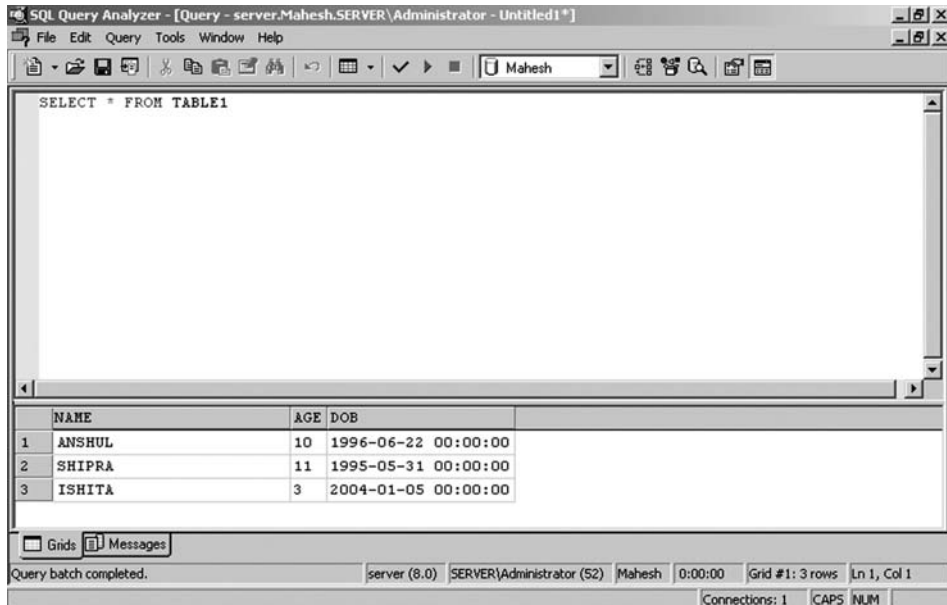 SQL Query Analyzer - [Query - server.Mahesh.SERVER\Administrator - Untitled1*]
File Edit Query Tools Window Help
Mahesh
SELECT * FROM TABLE1
NAME AGE DOB
1 ANSHUL 10 1996-06-22 00:00:00
2 SHIPRA 11 1995-05-31 00:00:00
3 ISHITA 3 2004-01-05 00:00:00
Grids Messages
Query batch completed. server (8.0) SERVER\Administrator (52) Mahesh 0:00:00 Grid #1: 3 rows Ln 1, Col 1
Connections: 1 CAPS NUM